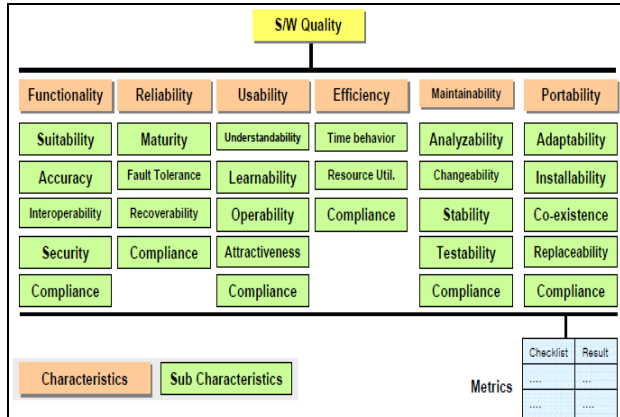 S/W Quality
Functionality Reliability Usability Efficiency Maintainability Portability
Suitability Maturity Understandability Time behavior Analyzability Adaptability
Accuracy Fault Tolerance Learnability Resource Util. Changeability Installability
Interoperability Recoverability Operability Compliance Stability Co-existence
Security Compliance Attractiveness Testability Replaceability
Compliance Compliance Compliance Compliance
Checklist Result
.... ...
.... ...
Characteristics Sub Characteristics Metrics